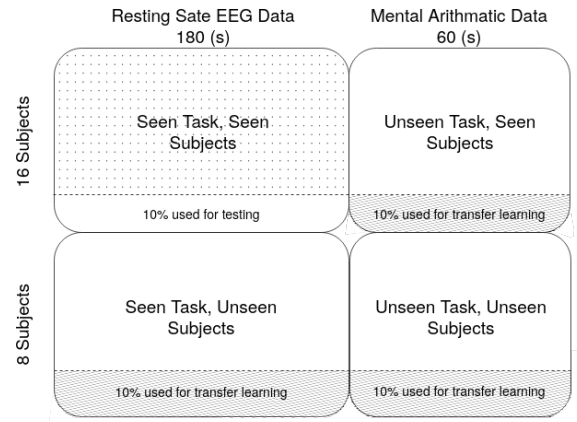 Resting Sate EEG Data
180 (s)
Mental Arithmatic Data
60 (s)
16 Subjects
Seen Task, Seen
Subjects
10% used for testing
Unseen Task, Seen
Subjects
10% used for transfer learning
8 Subjects
Seen Task, Unseen
Subjects
10% used for transfer learning
Unseen Task, Unseen
Subjects
10% used for transfer learning